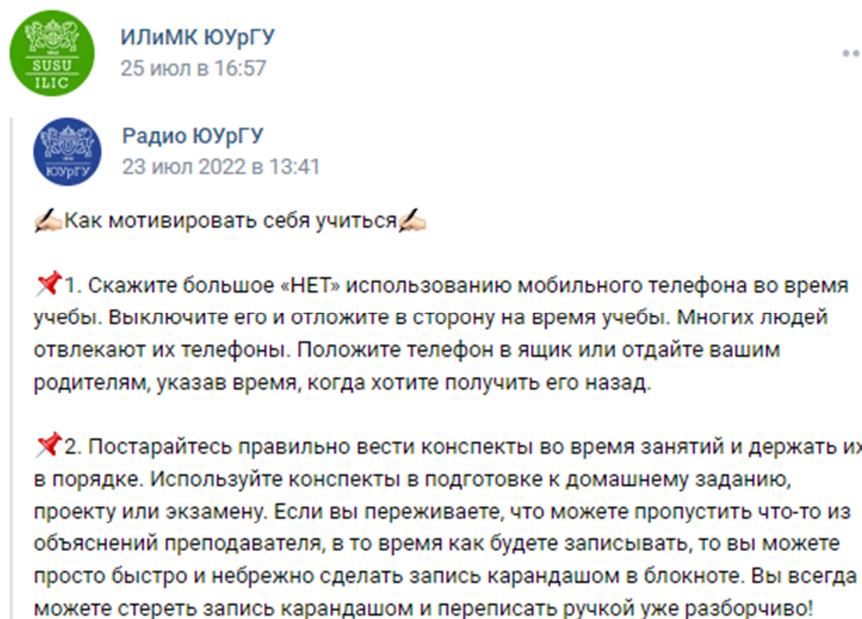 SUSU
ILIC
ИЛиМК ЮУрГУ
25 июл в 16:57
ЮУрГУ
Радио ЮУрГУ
23 июл 2022 в 13:41
✍🏻Как мотивировать себя учиться✍🏻
📌1. Скажите большое «НЕТ» использованию мобильного телефона во время
учебы. Выключите его и отложите в сторону на время учебы. Многих людей
отвлекают их телефоны. Положите телефон в ящик или отдайте вашим
родителям, указав время, когда хотите получить его назад.
📌2. Постарайтесь правильно вести конспекты во время занятий и держать их
в порядке. Используйте конспекты в подготовке к домашнему заданию,
проекту или экзамену. Если вы переживаете, что можете пропустить что-то из
объяснений преподавателя, в то время как будете записывать, то вы можете
просто быстро и небрежно сделать запись карандашом в блокноте. Вы всегда
можете стереть запись карандашом и переписать ручкой уже разборчиво!